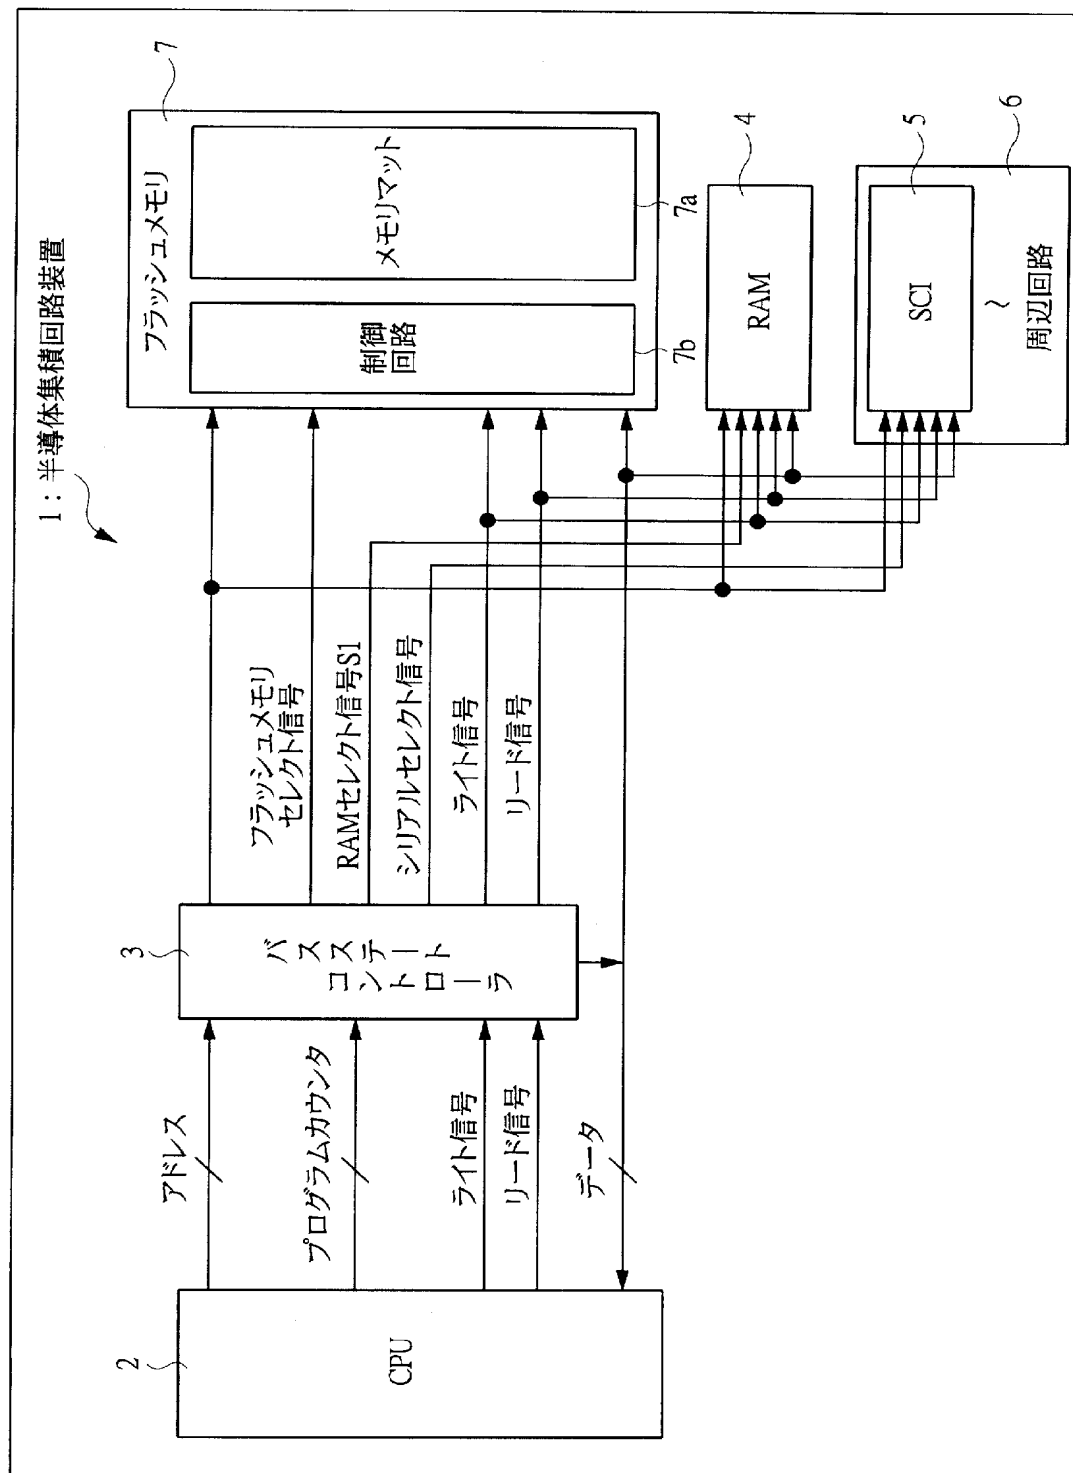 1：半導体集積回路装置
2
CPU
アドレス
プログラムカウンタ
ライト信号
リード信号
データ
3
バスステート
コントローラ
フラッシュメモリ
セレクト信号
RAMセレクト信号S1
シリアルセレクト信号
ライト信号
リード信号
7
フラッシュメモリ
制御
回路
7b
メモリマット
7a
4
RAM
5
SCI
〜
周辺回路
6